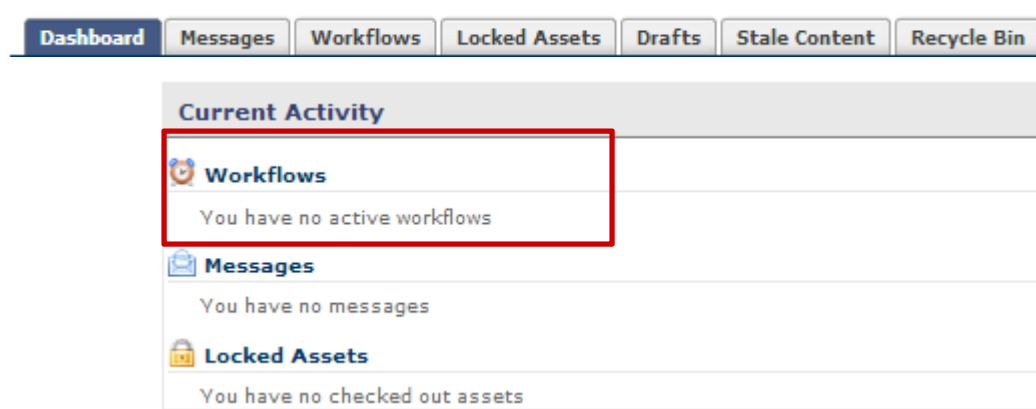 Dashboard Messages Workflows Locked Assets Drafts Stale Content Recycle Bin
Current Activity
Workflows
You have no active workflows
Messages
You have no messages
Locked Assets
You have no checked out assets